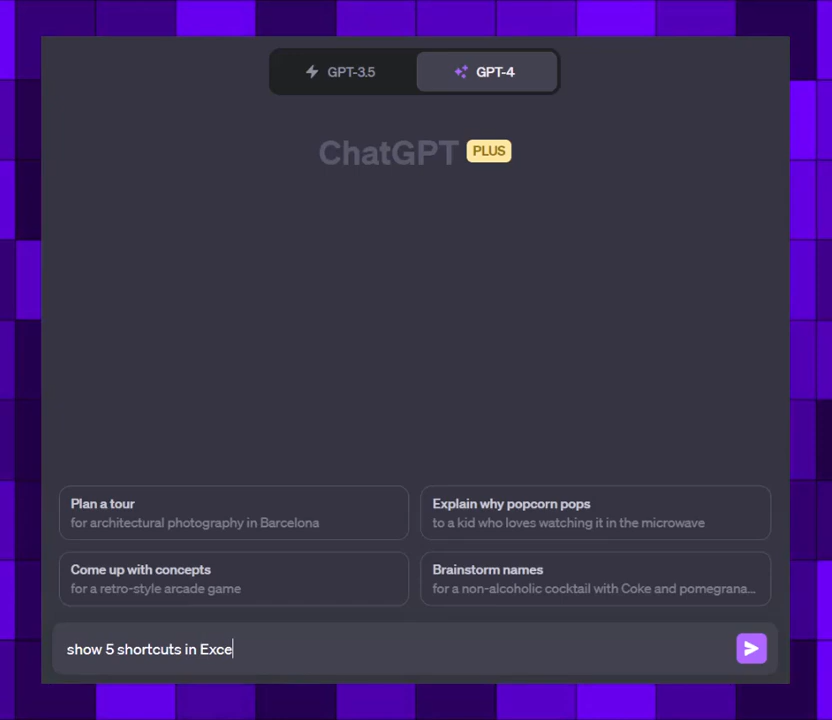 GPT-3.5 GPT-4
ChatGPT PLUS
Plan a tour
for architectural photography in Barcelona
Explain why popcorn pops
to a kid who loves watching it in the microwave
Come up with concepts
for a retro-style arcade game
Brainstorm names
for a non-alcoholic cocktail with Coke and pomegrana...
show 5 shortcuts in Exce